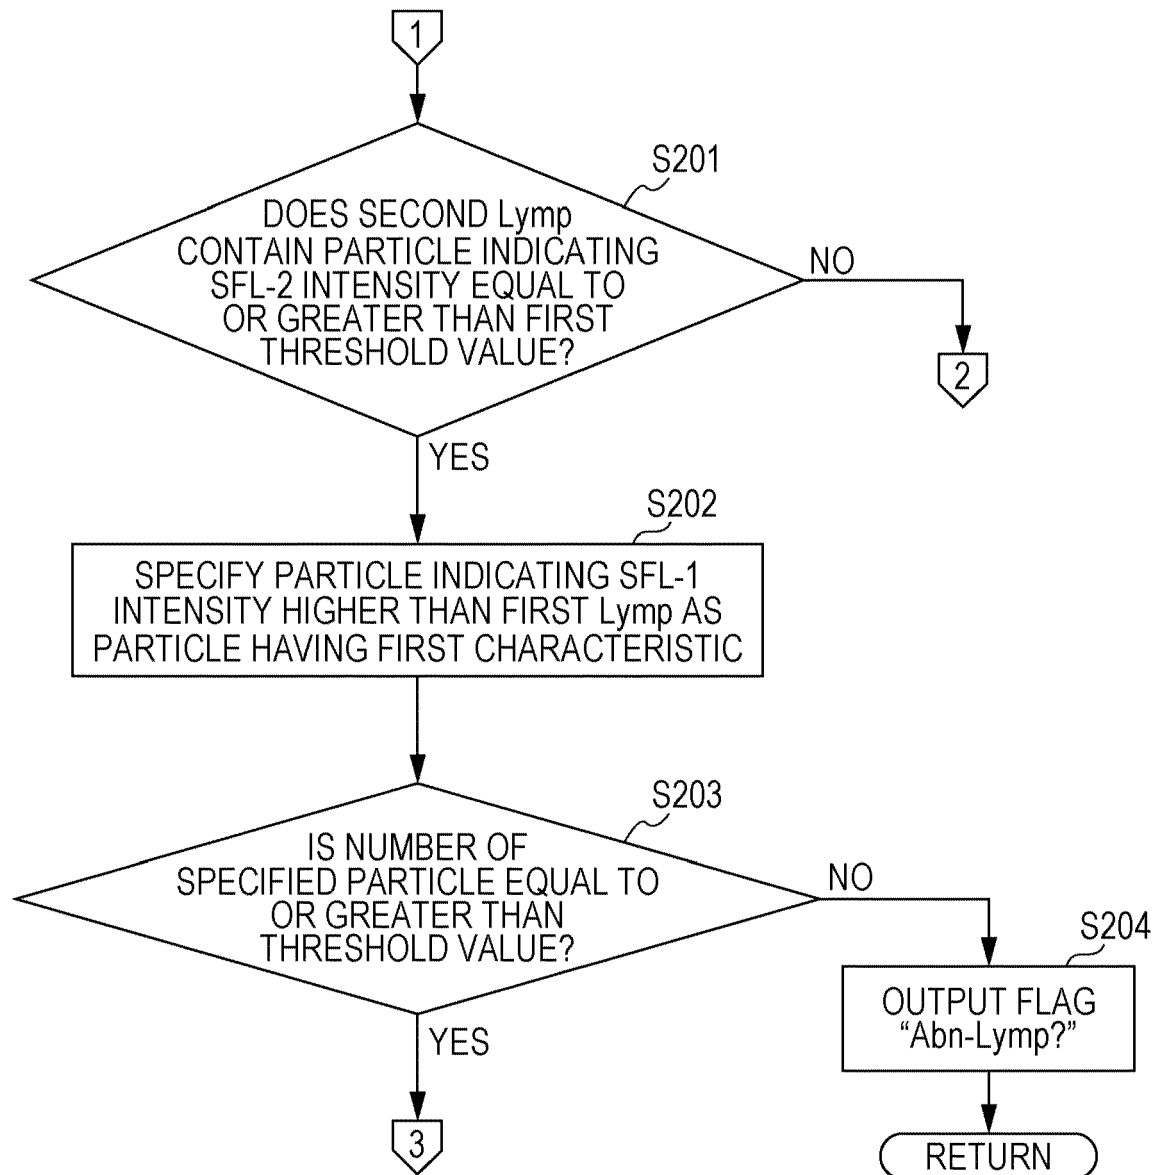 1
S201
DOES SECOND Lymp
CONTAIN PARTICLE INDICATING
SFL-2 INTENSITY EQUAL TO
OR GREATER THAN FIRST
THRESHOLD VALUE?
NO
2
YES
S202
SPECIFY PARTICLE INDICATING SFL-1
INTENSITY HIGHER THAN FIRST Lymp AS
PARTICLE HAVING FIRST CHARACTERISTIC
S203
IS NUMBER OF
SPECIFIED PARTICLE EQUAL TO
OR GREATER THAN
THRESHOLD VALUE?
NO
S204
OUTPUT FLAG
“Abn-Lymp?”
YES
3
RETURN